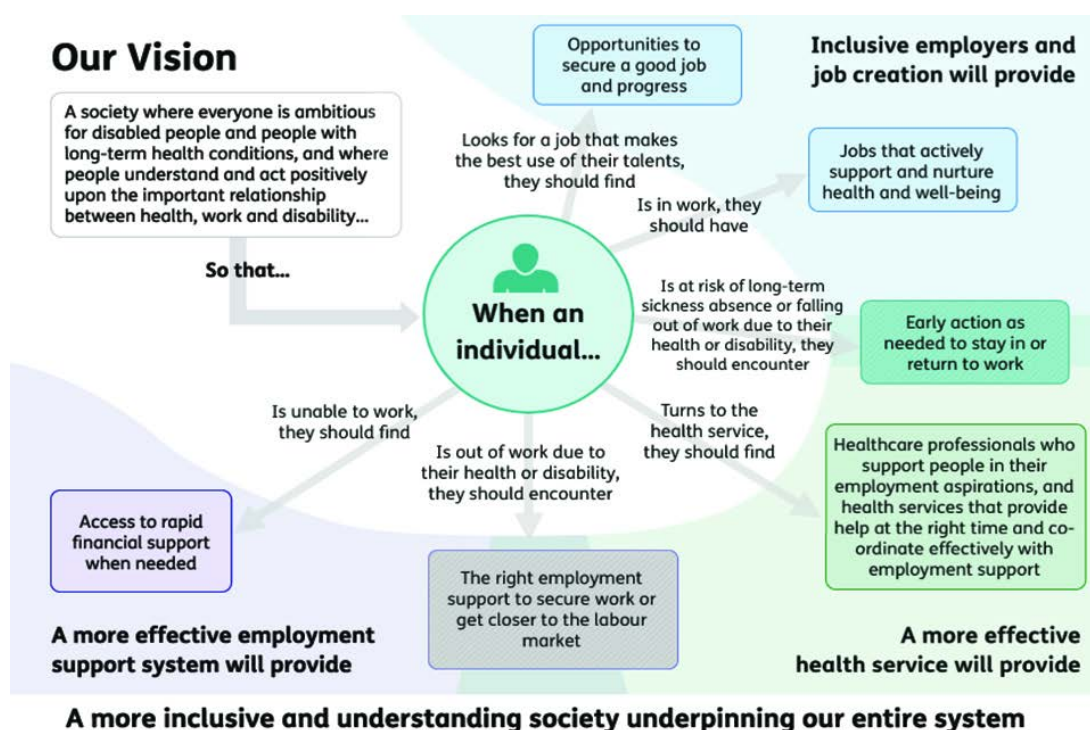 Our Vision
A society where everyone is ambitious
for disabled people and people with
long-term health conditions, and where
people understand and act positively
upon the important relationship
between health, work and disability...
So that...
When an
individual...
Looks for a job that makes
the best use of their talents,
they should find
Opportunities to
secure a good job
and progress
Inclusive employers and
job creation will provide
Is in work, they
should have
Jobs that actively
support and nurture
health and well-being
Is at risk of long-term
sickness absence or falling
out of work due to their
health or disability, they
should encounter
Early action as
needed to stay in or
return to work
Turns to the
health service,
they should find
Healthcare professionals who
support people in their
employment aspirations, and
health services that provide
help at the right time and co-
ordinate effectively with
employment support
A more effective
health service will provide
Is out of work due to
their health or disability,
they should encounter
The right employment
support to secure work or
get closer to the labour
market
Is unable to work,
they should find
Access to rapid
financial support
when needed
A more effective employment
support system will provide
A more inclusive and understanding society underpinning our entire system